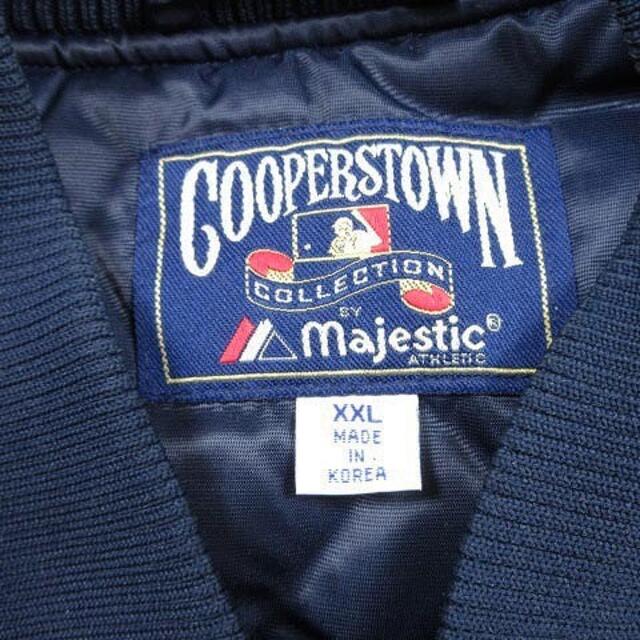 COOPERSTOWN
COLLECTION
BY
Majestic®
ATHLETIC
XXL
MADE
IN
KOREA